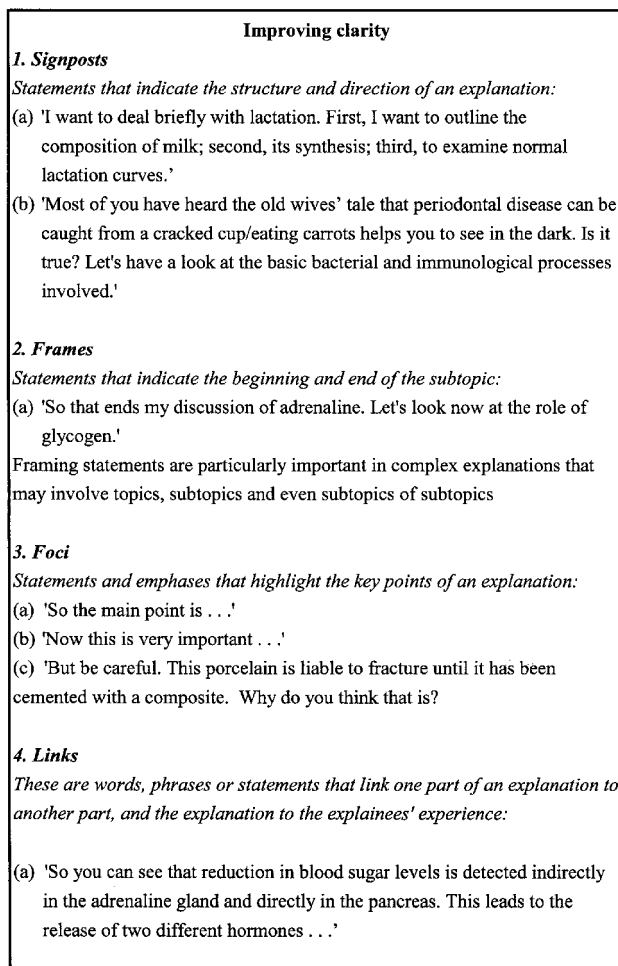 Improving clarity
1. Signposts
Statements that indicate the structure and direction of an explanation:
(a) 'I want to deal briefly with lactation. First, I want to outline the
composition of milk; second, its synthesis; third, to examine normal
lactation curves.'
(b) 'Most of you have heard the old wives' tale that periodontal disease can be
caught from a cracked cup/eating carrots helps you to see in the dark. Is it
true? Let's have a look at the basic bacterial and immunological processes
involved.'
2. Frames
Statements that indicate the beginning and end of the subtopic:
(a) 'So that ends my discussion of adrenaline. Let's look now at the role of
glycogen.'
Framing statements are particularly important in complex explanations that
may involve topics, subtopics and even subtopics of subtopics
3. Foci
Statements and emphases that highlight the key points of an explanation:
(a) 'So the main point is . . .'
(b) 'Now this is very important . . .'
(c) 'But be careful. This porcelain is liable to fracture until it has been
cemented with a composite. Why do you think that is?
4. Links
These are words, phrases or statements that link one part of an explanation to
another part, and the explanation to the explainees' experience:
(a) 'So you can see that reduction in blood sugar levels is detected indirectly
in the adrenaline gland and directly in the pancreas. This leads to the
release of two different hormones . . .'